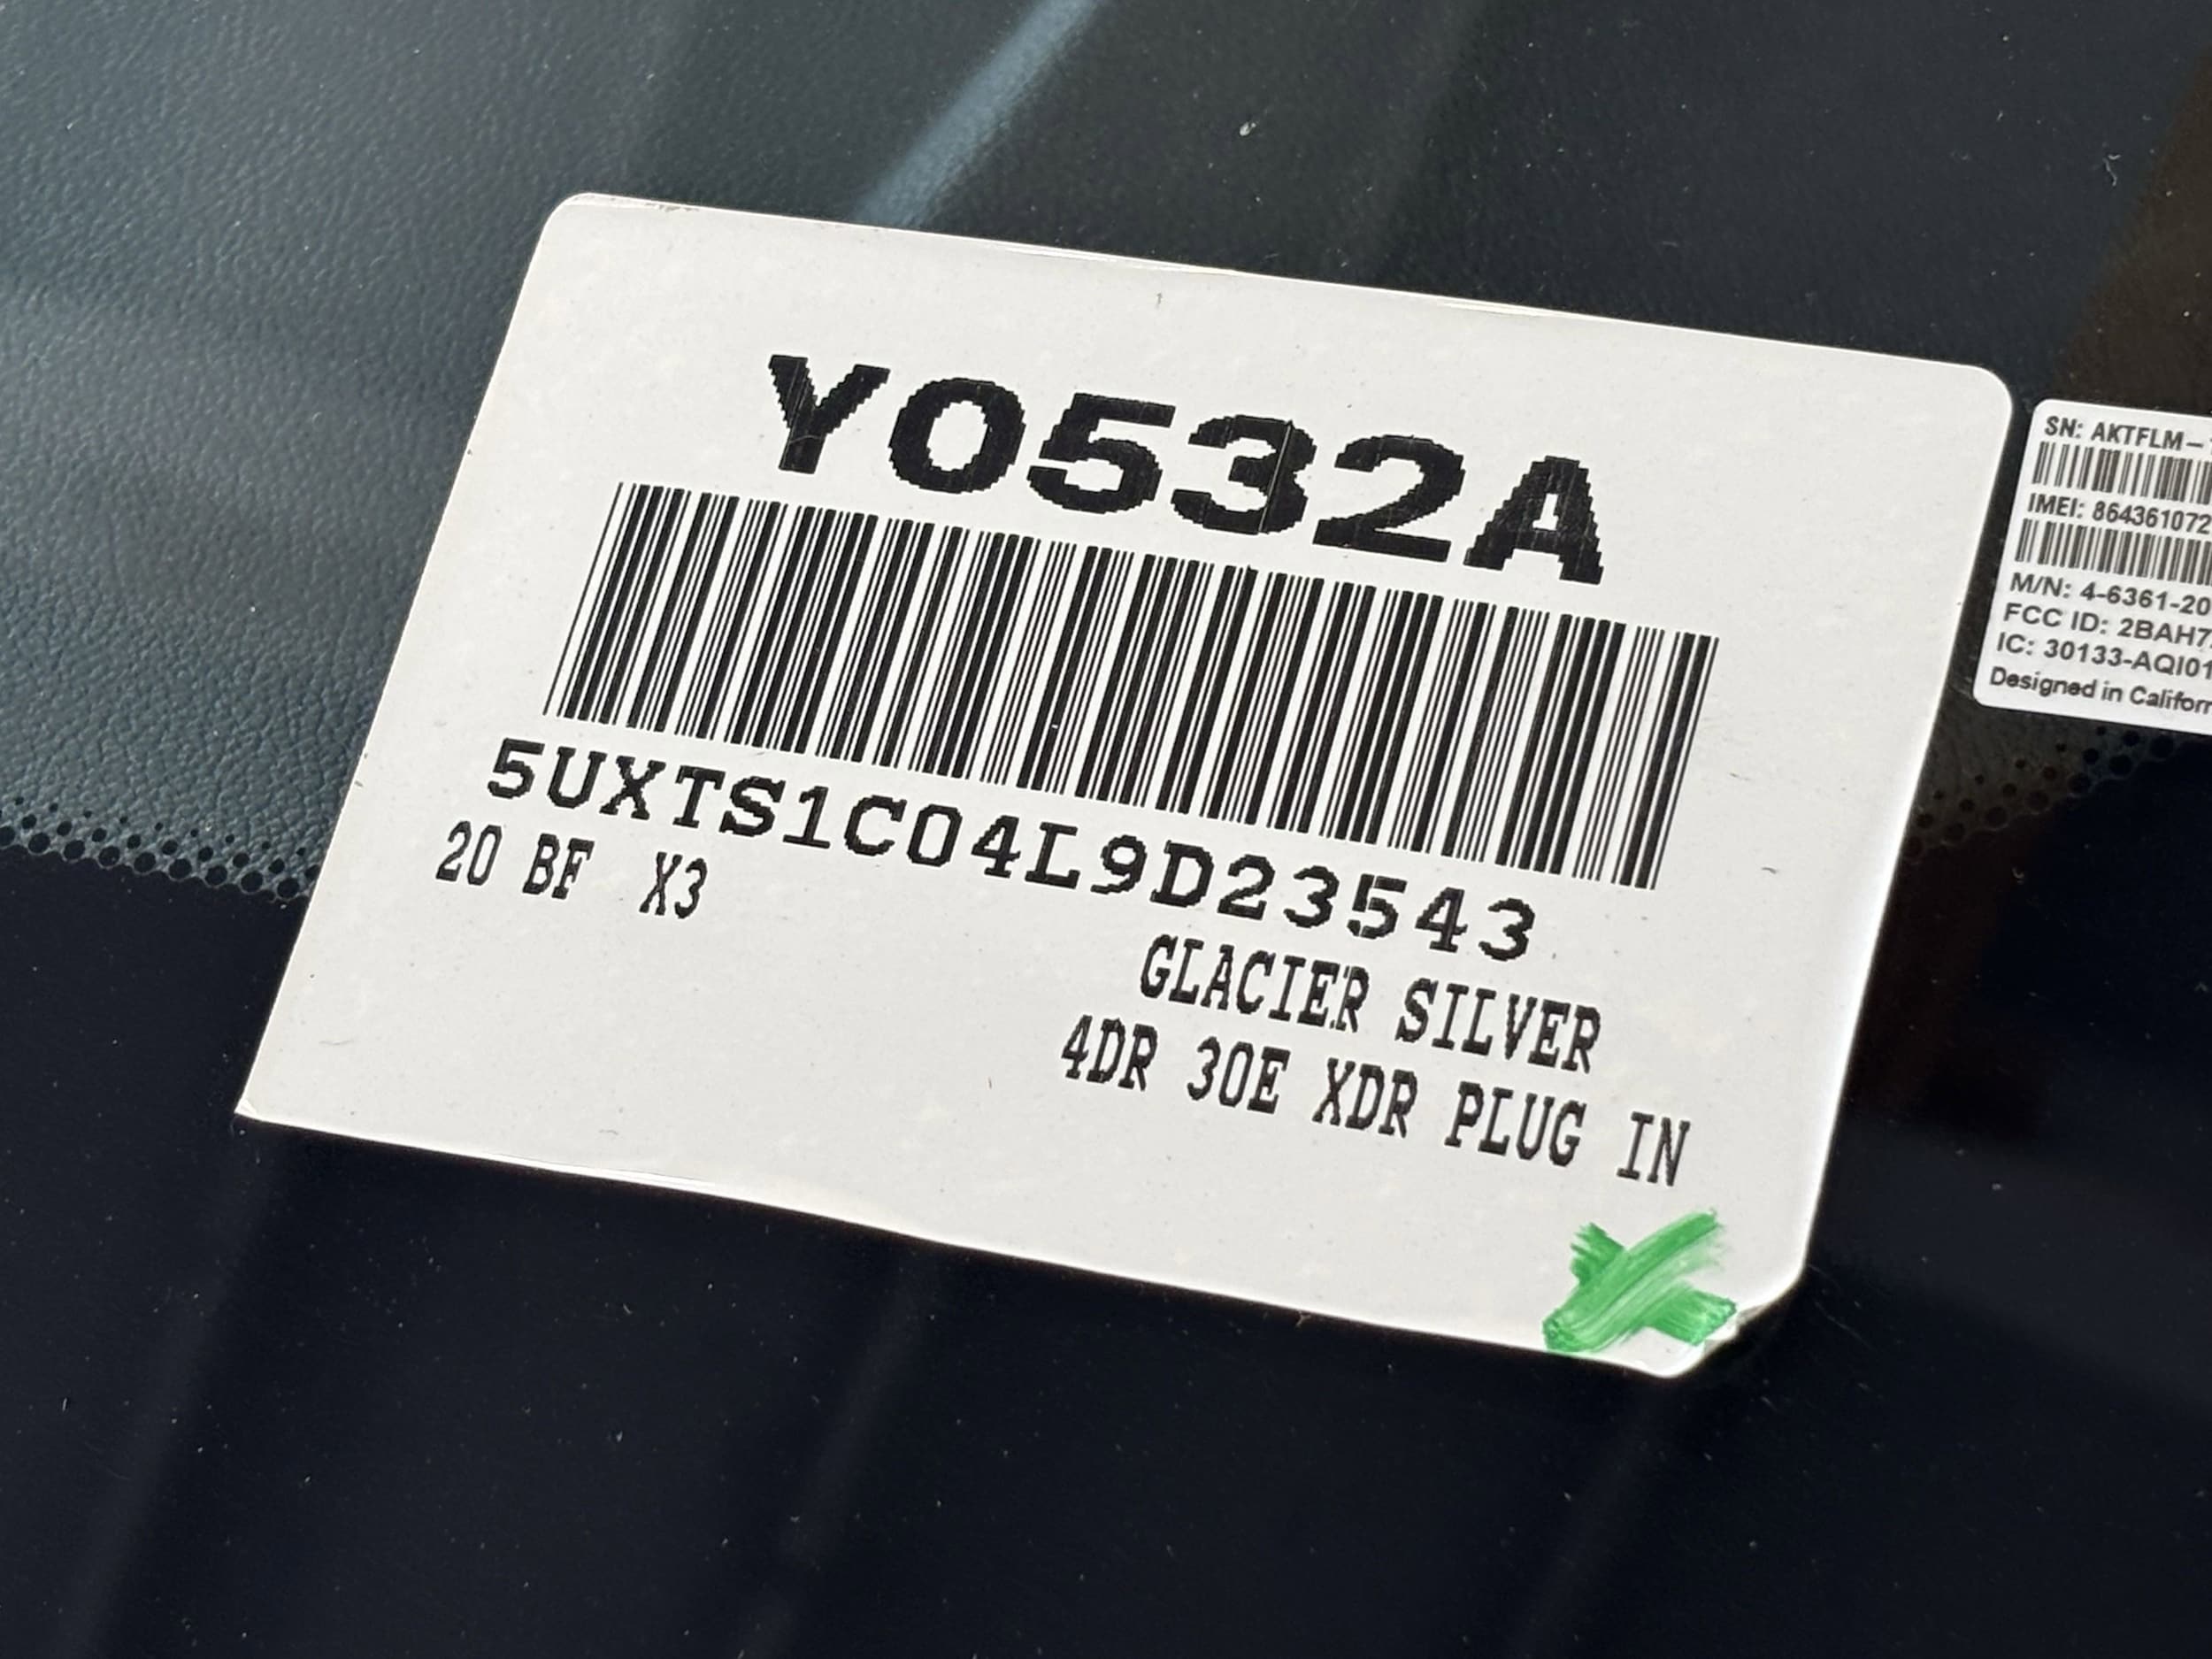 Y0532A
5UXTS1C04L9D23543
20 BF X3
GLACIER SILVER
4DR 30E XDR PLUG IN
SN: AKTFLM-
IMEI: 864361072
M/N: 4-6361-20
FCC ID: 2BAH7
IC: 30133-AQI01
Designed in Califor